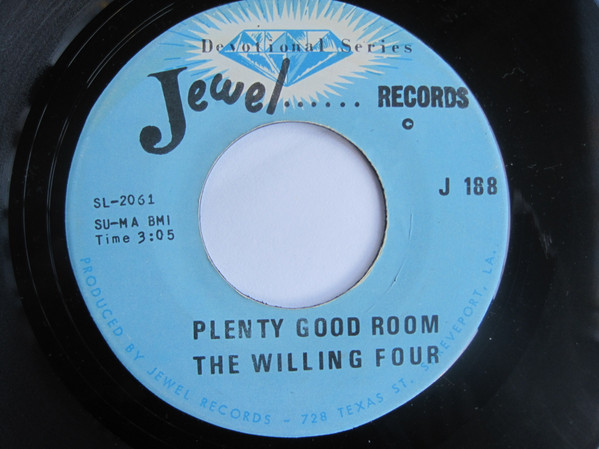 Devotional Series
Jewel...... RECORDS
©
J 188
SL-2061
SU-MA BMI
Time 3:05
PLENTY GOOD ROOM
THE WILLING FOUR
PRODUCED BY JEWEL RECORDS - 728 TEXAS ST, SHREVEPORT, LA.